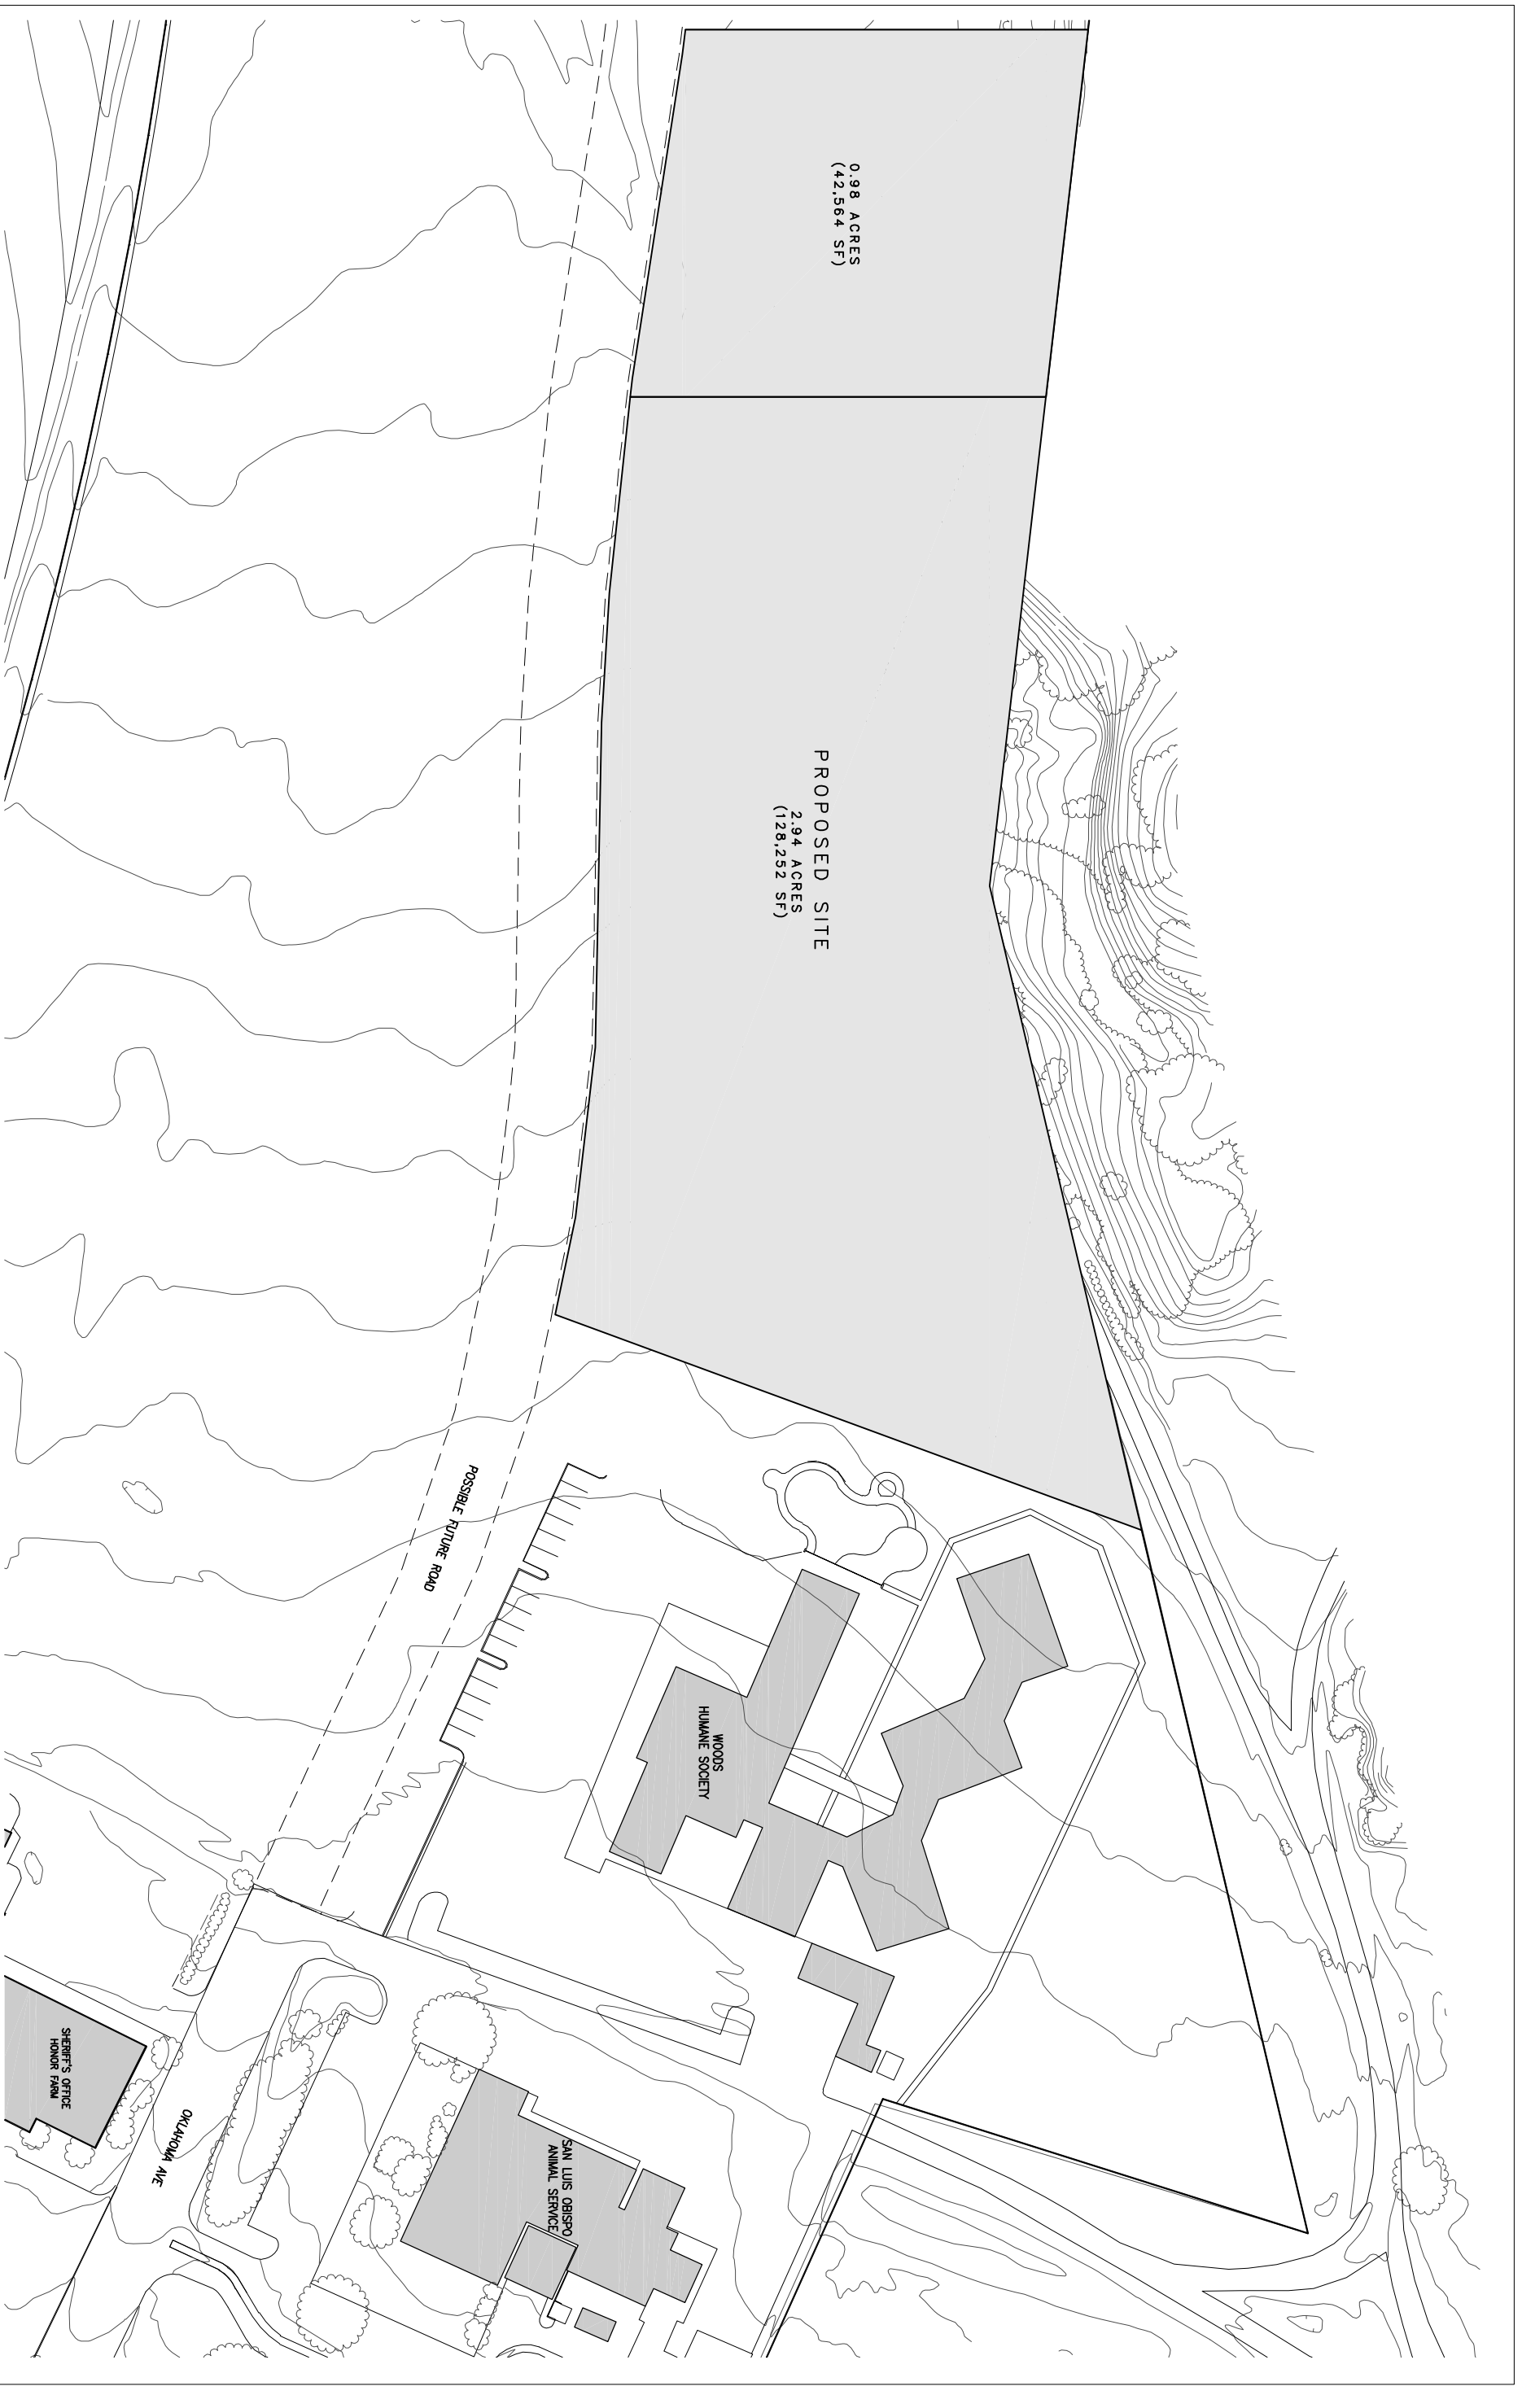 0.98 ACRES
(42,564 SF)
PROPOSED SITE
2.94 ACRES
(128,252 SF)
POSSIBLE FUTURE ROAD
WOODS
HUMANE SOCIETY
SAN LUIS OBISPO
ANIMAL SERVICE
SHERIFF'S OFFICE
HONOR FARM
OKLAHOMA AVE